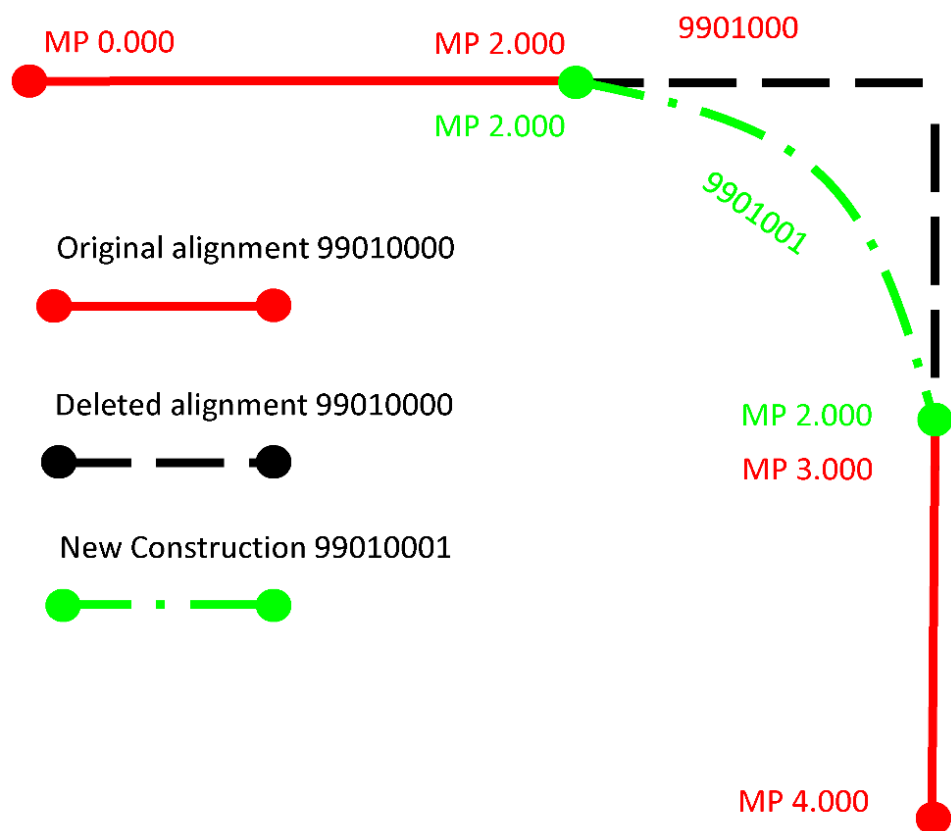 MP 0.000
MP 2.000
9901000
MP 2.000
9901001
Original alignment 99010000
Deleted alignment 99010000
MP 2.000
MP 3.000
New Construction 99010001
MP 4.000